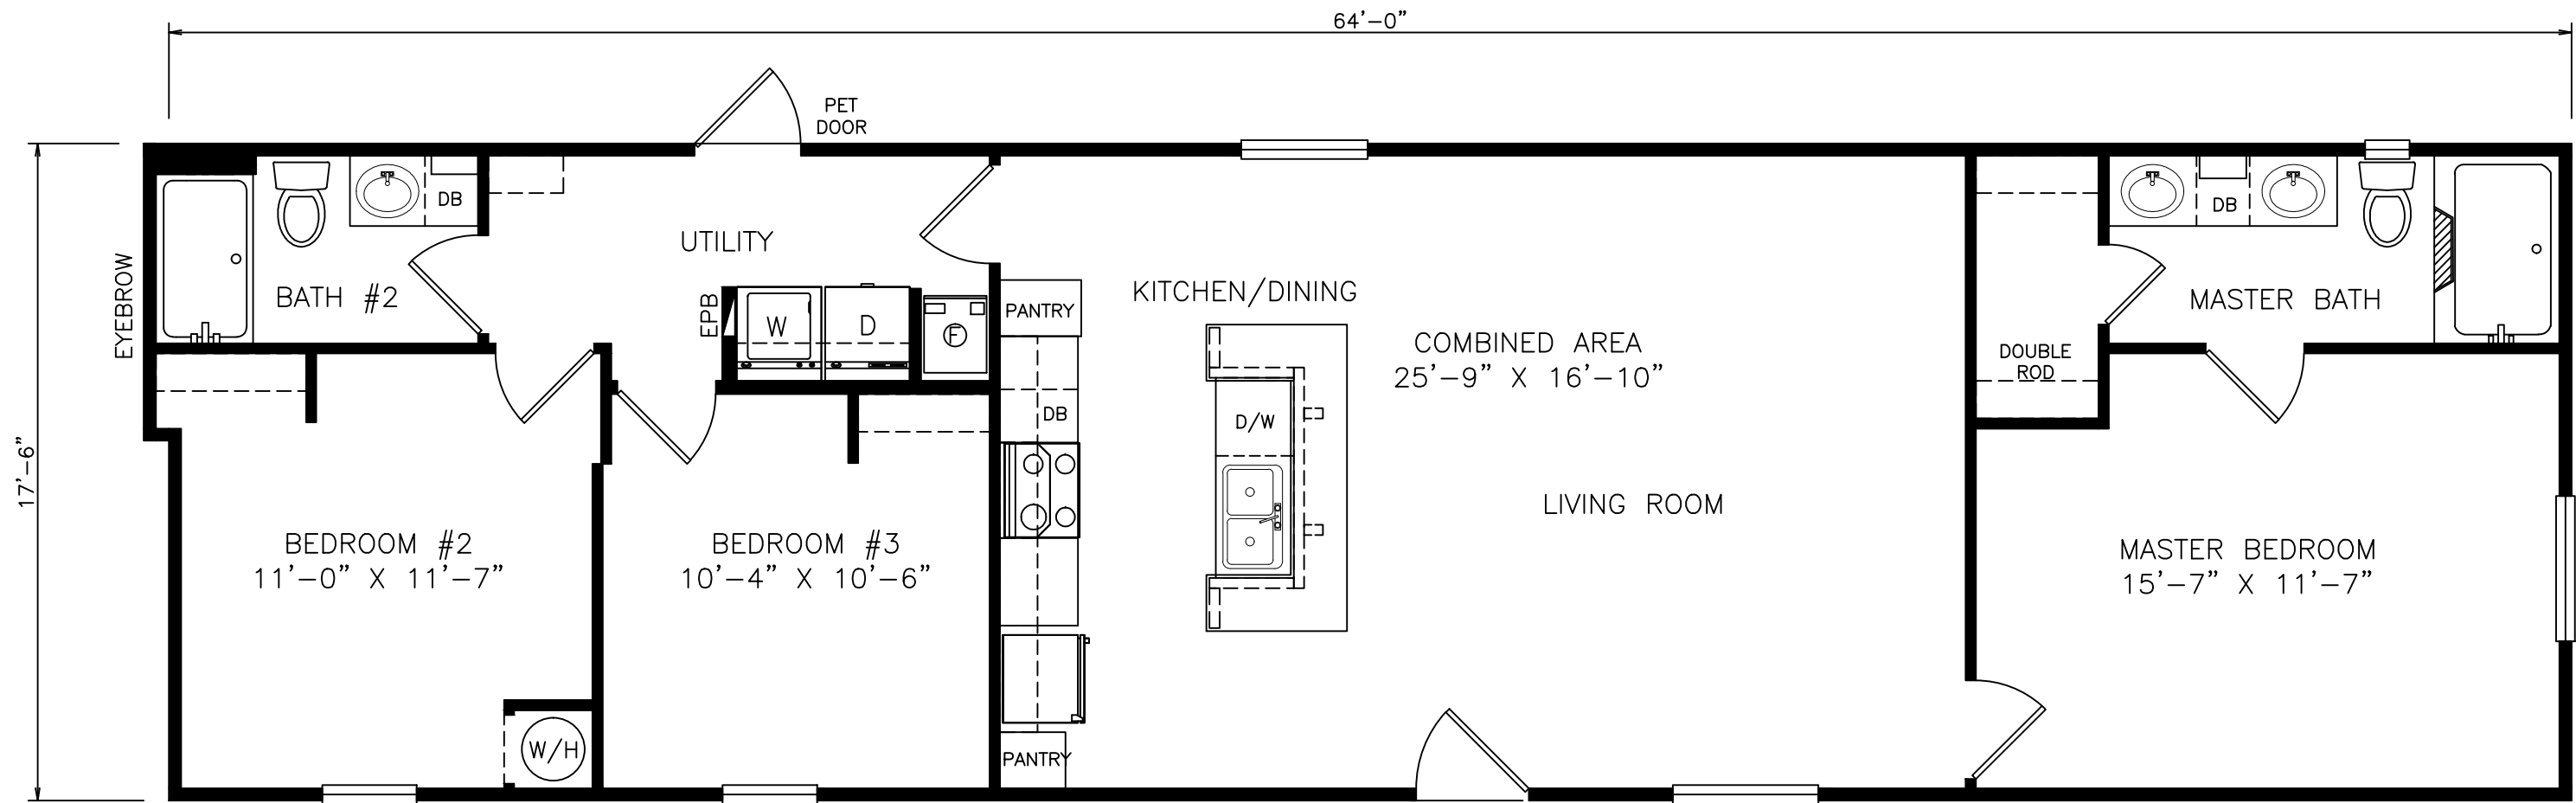 64'-0"
PET
DOOR
17'-6"
EYEBROW
DB
BATH #2
UTILITY
EPB
W
D
F
PANTRY
KITCHEN/DINING
COMBINED AREA
25'-9" X 16'-10"
DB
D/W
LIVING ROOM
DB
MASTER BATH
DOUBLE
ROD
BEDROOM #2
11'-0" X 11'-7"
BEDROOM #3
10'-4" X 10'-6"
MASTER BEDROOM
15'-7" X 11'-7"
W/H
PANTRY